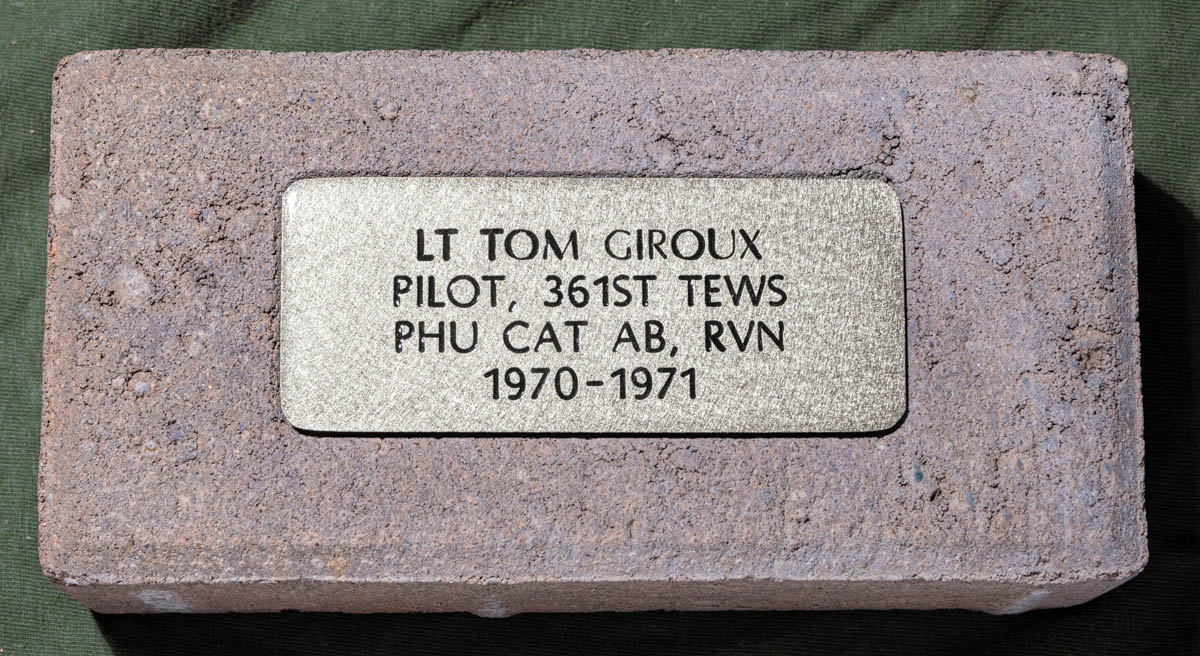 LT TOM GIROUX
PILOT, 361ST TEWS
PHU CAT AB, RVN
1970-1971